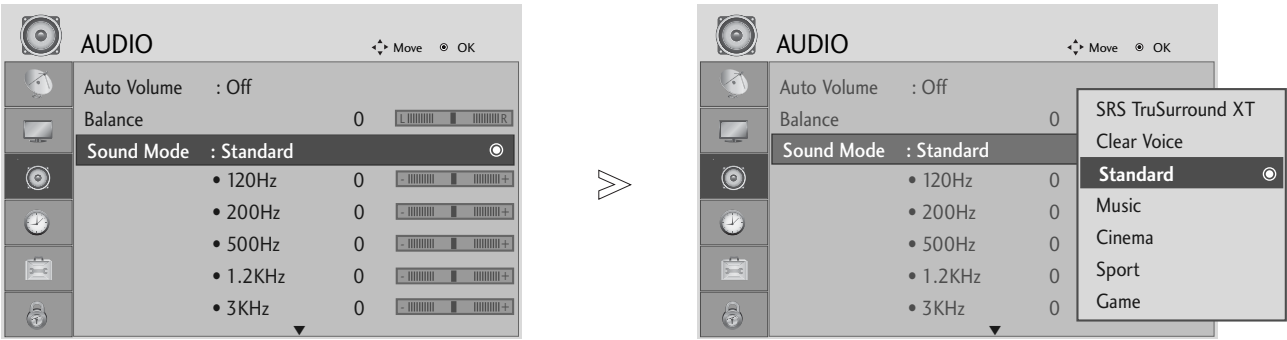 AUDIO
Move ◉ OK
Auto Volume : Off
Balance 0 L R
Sound Mode : Standard ◉
• 120Hz 0 - +
• 200Hz 0 - +
• 500Hz 0 - +
• 1.2KHz 0 - +
• 3KHz 0 - +
▼
AUDIO
Move ◉ OK
Auto Volume : Off
Balance 0
Sound Mode : Standard
• 120Hz 0
• 200Hz 0
• 500Hz 0
• 1.2KHz 0
• 3KHz 0
▼
SRS TruSurround XT
Clear Voice
Standard ◉
Music
Cinema
Sport
Game